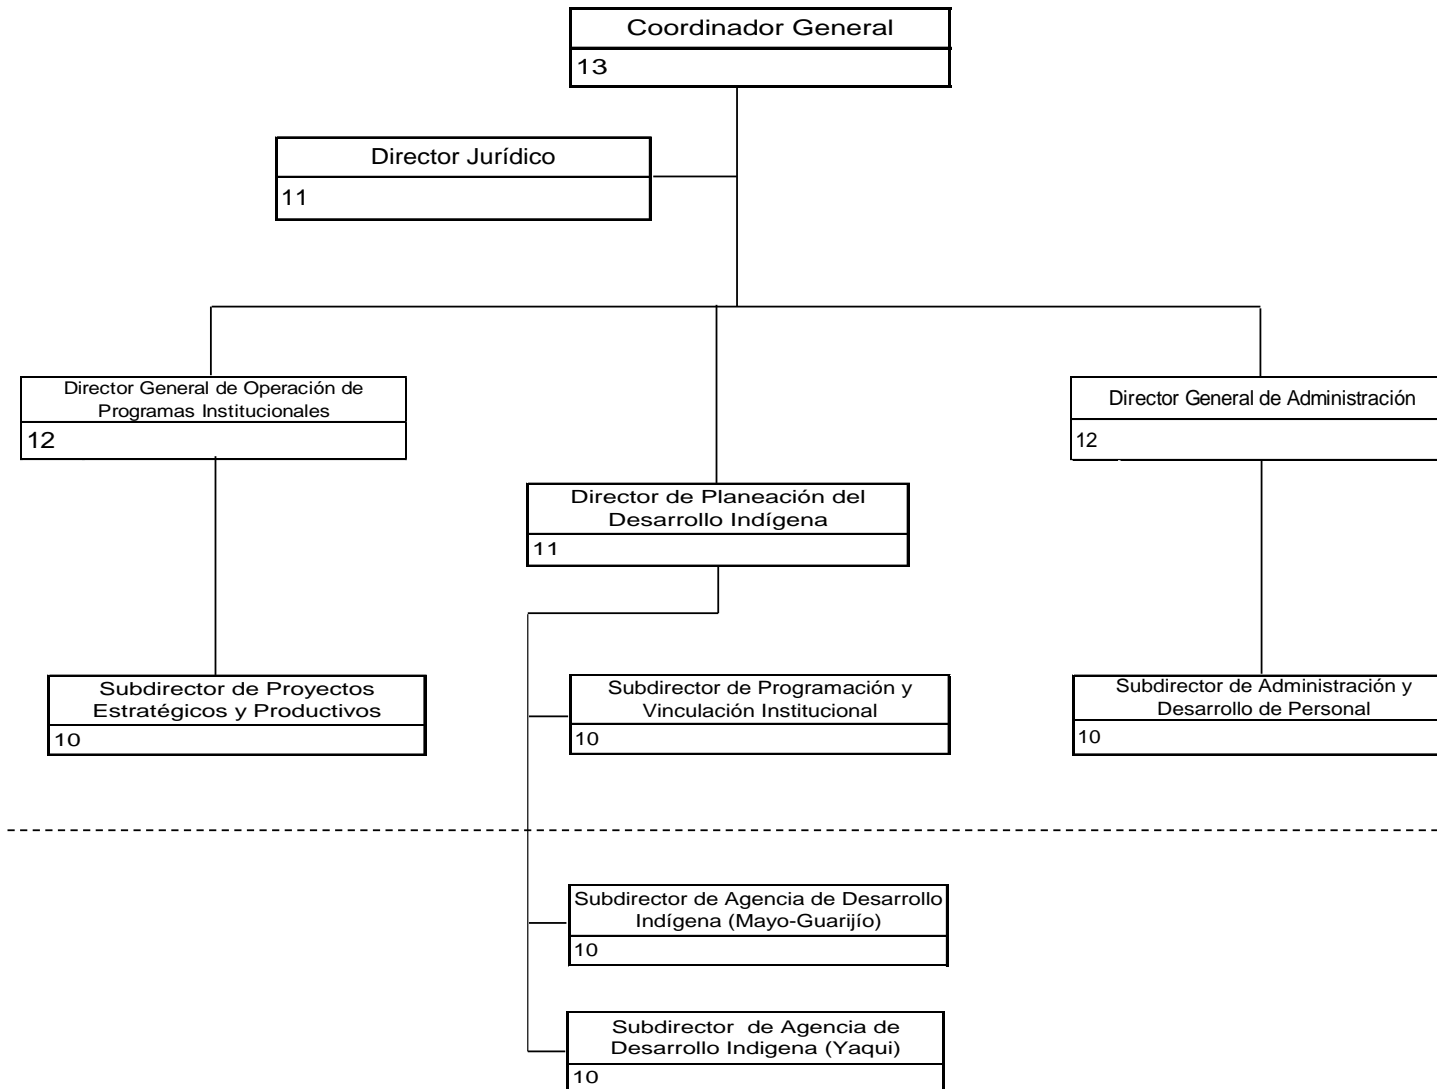 Coordinador General
13
Director Jurídico
11
Director General de Operación de
Programas Institucionales
12
Director General de Administración
12
Director de Planeación del
Desarrollo Indígena
11
Subdirector de Proyectos
Estratégicos y Productivos
10
Subdirector de Programación y
Vinculación Institucional
10
Subdirector de Administración y
Desarrollo de Personal
10
Subdirector de Agencia de Desarrollo
Indígena (Mayo-Guarijío)
10
Subdirector de Agencia de
Desarrollo Indigena (Yaqui)
10